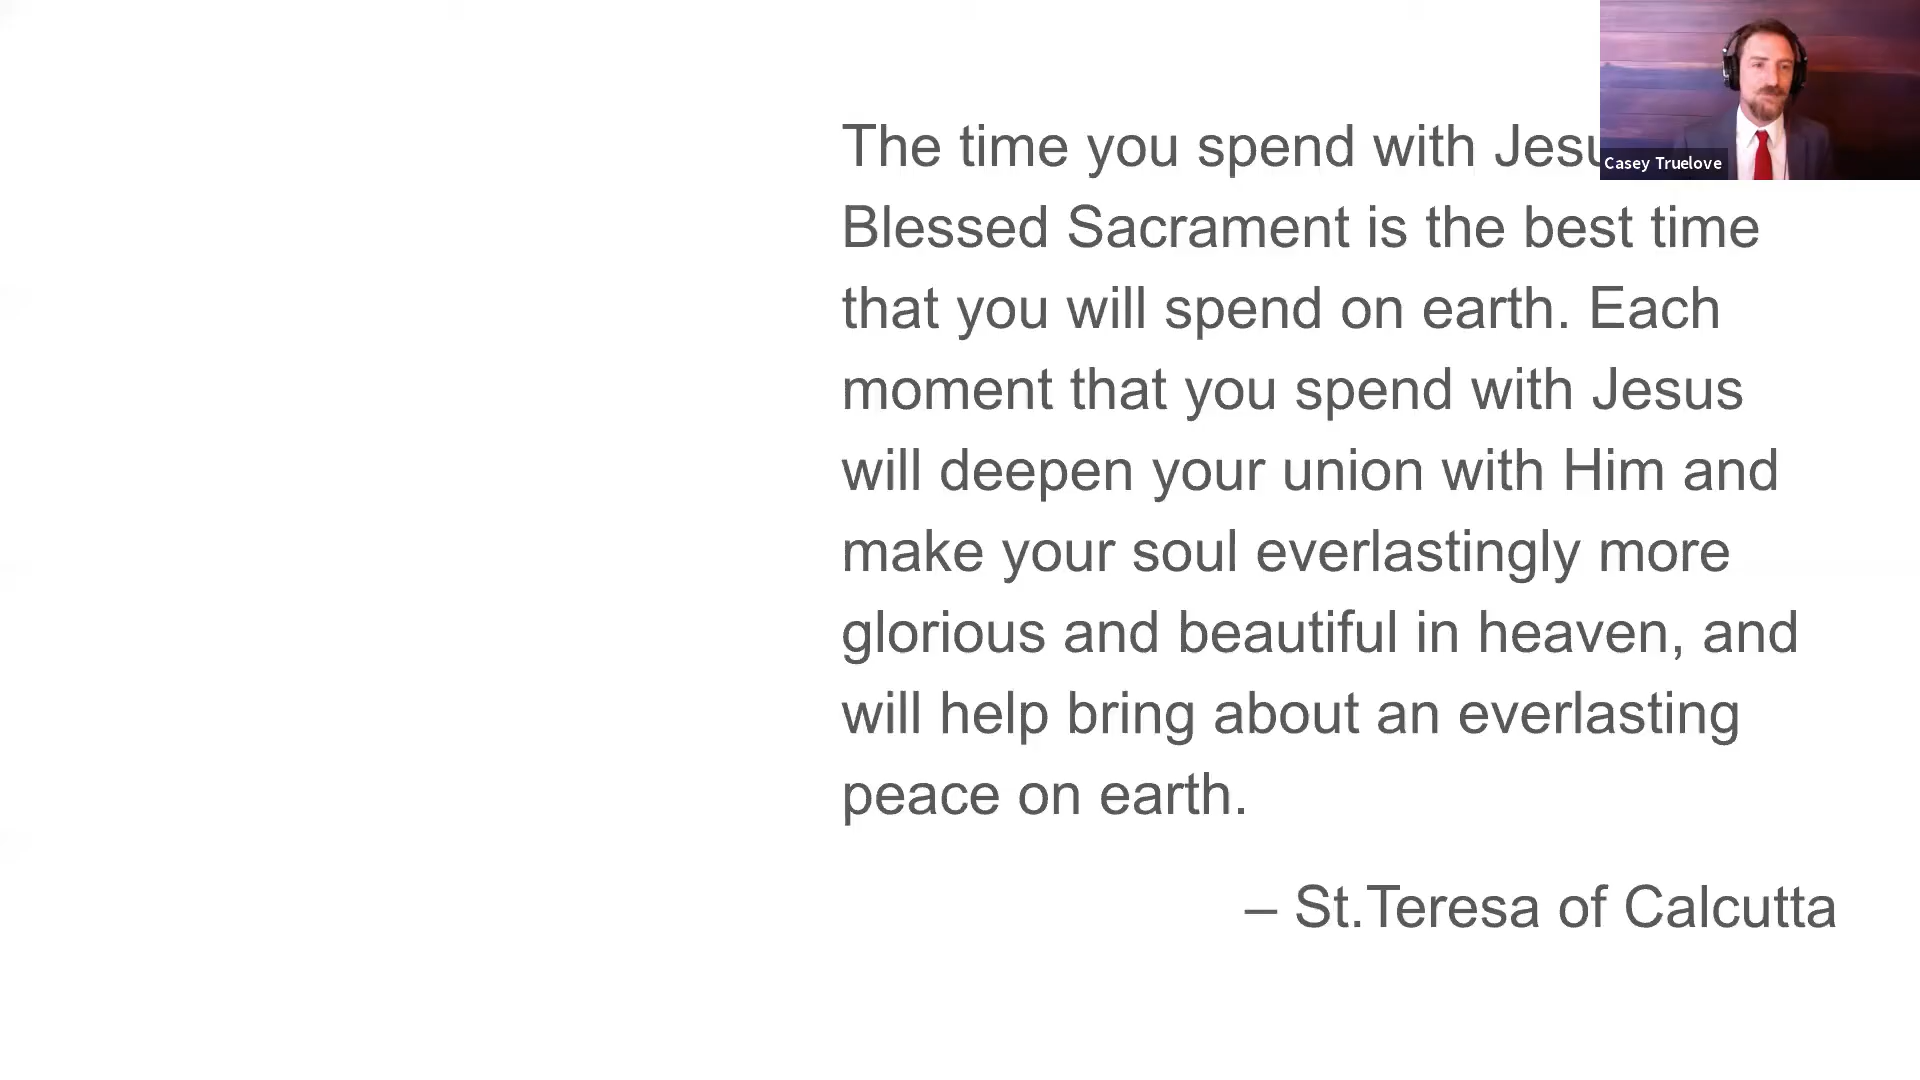 The time you spend with
Blessed Sacrament is the best time
that you will spend on earth. Each
moment that you spend with Jesus
will deepen your union with Him and
make your soul everlastingly more
glorious and beautiful in heaven, and
will help bring about an everlasting
peace on earth.
– St.Teresa of Calcutta
Casey Truelove